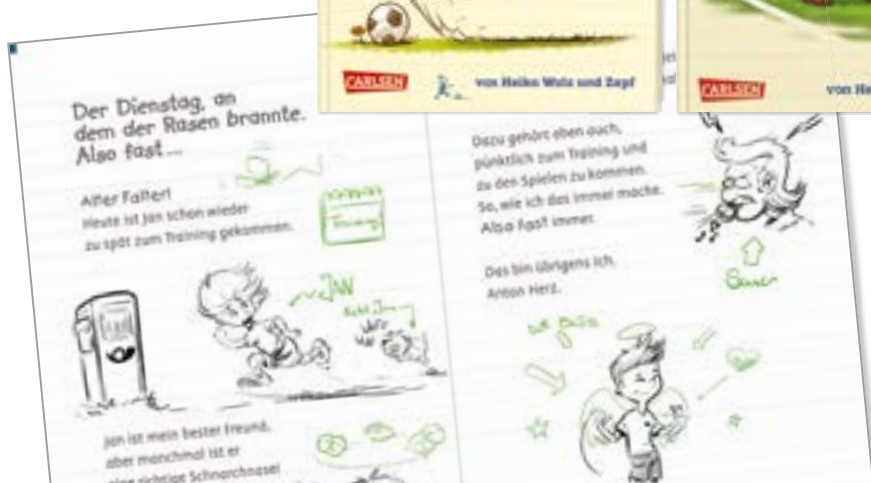 CARLSEN
von Heiko Wolz und Zapf
CARLSEN
von
Der Dienstag, an
dem der Rasen brannte.
Also fast ...
Alter Falter!
Heute ist Jan schon wieder
zu spät zum Training gekommen.
Training
Jan ist mein bester Freund,
aber manchmal ist er
eine richtige Schnarchnase!
Dazu gehört eben auch,
pünktlich zum Training und
zu den Spielen zu kommen.
So, wie ich das immer mache.
Also fast immer.
Das bin übrigens ich.
Anton Herz.